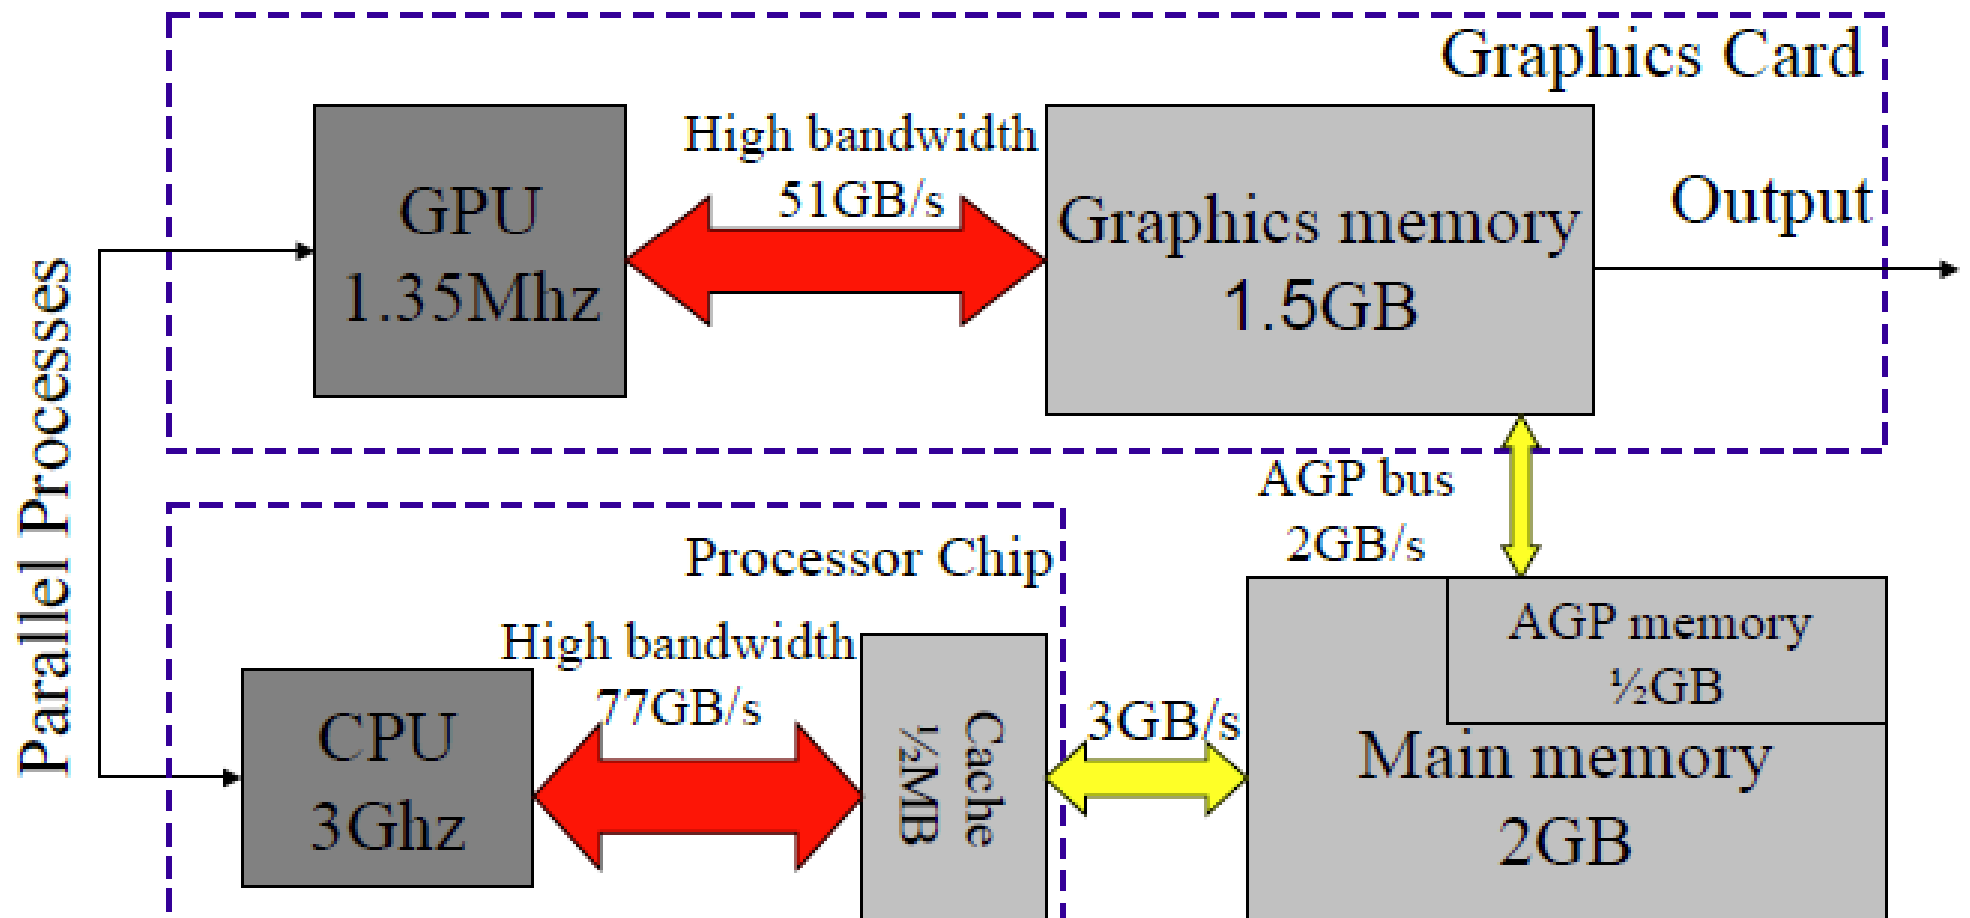 Graphics Card
High bandwidth
51GB/s
GPU
1.35Mhz
Graphics memory
1.5GB
Output
Parallel Processes
AGP bus
2GB/s
Processor Chip
High bandwidth
77GB/s
CPU
3Ghz
Cache
½MB
3GB/s
AGP memory
½GB
Main memory
2GB